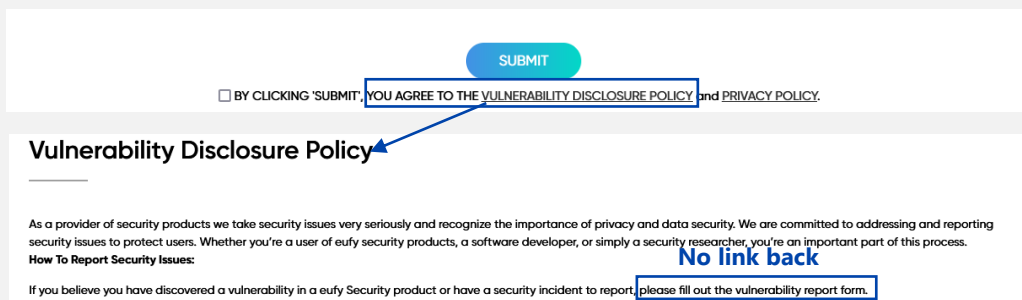 SUBMIT
BY CLICKING 'SUBMIT', YOU AGREE TO THE VULNERABILITY DISCLOSURE POLICY and PRIVACY POLICY.
Vulnerability Disclosure Policy
As a provider of security products we take security issues very seriously and recognize the importance of privacy and data security. We are committed to addressing and reporting
security issues to protect users. Whether you're a user of eufy security products, a software developer, or simply a security researcher, you're an important part of this process.
No link back
How To Report Security Issues:
If you believe you have discovered a vulnerability in a eufy Security product or have a security incident to report, please fill out the vulnerability report form.